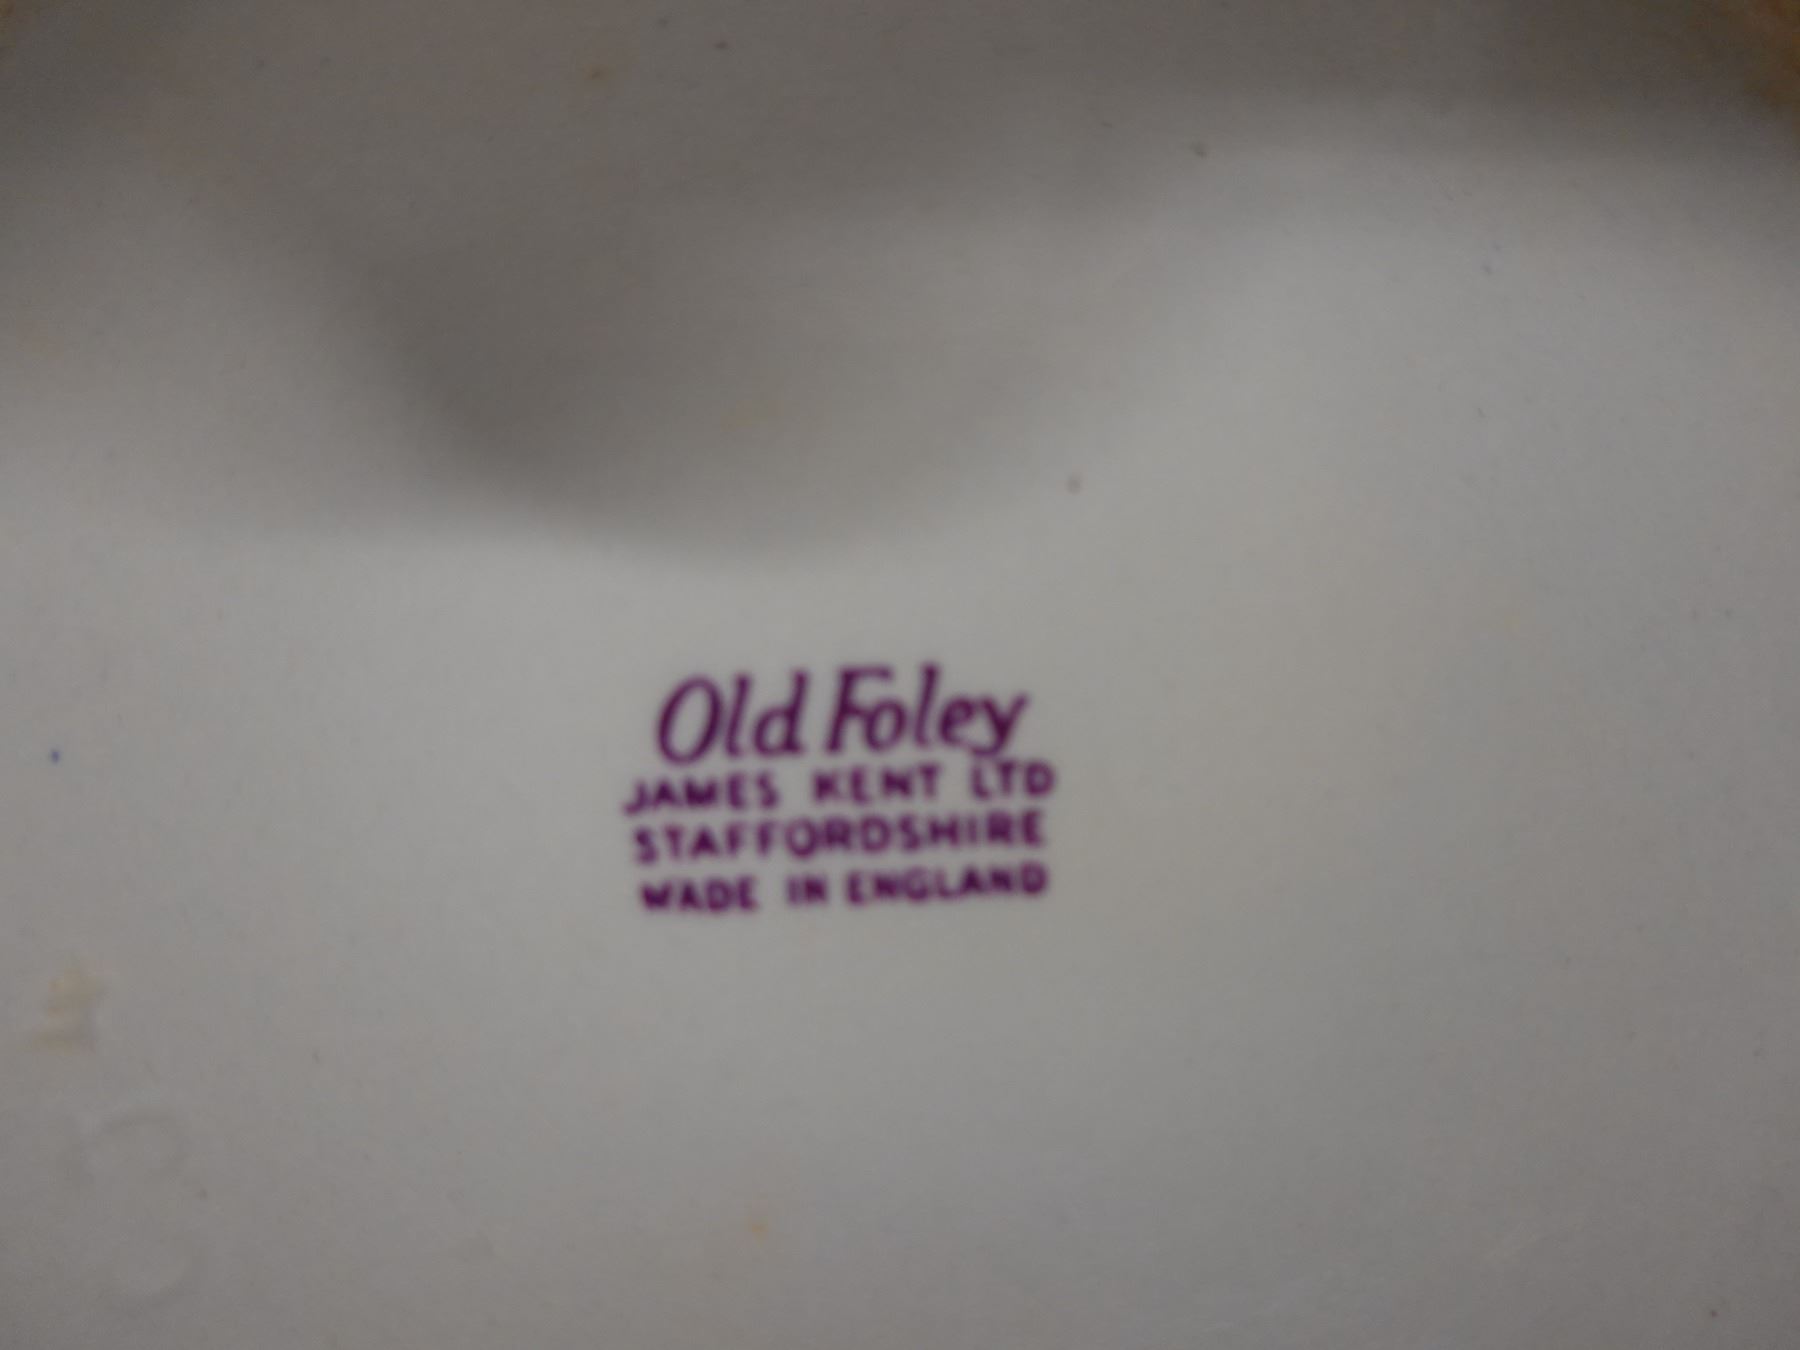 Old Foley
JAMES KENT LTD
STAFFORDSHIRE
MADE IN ENGLAND